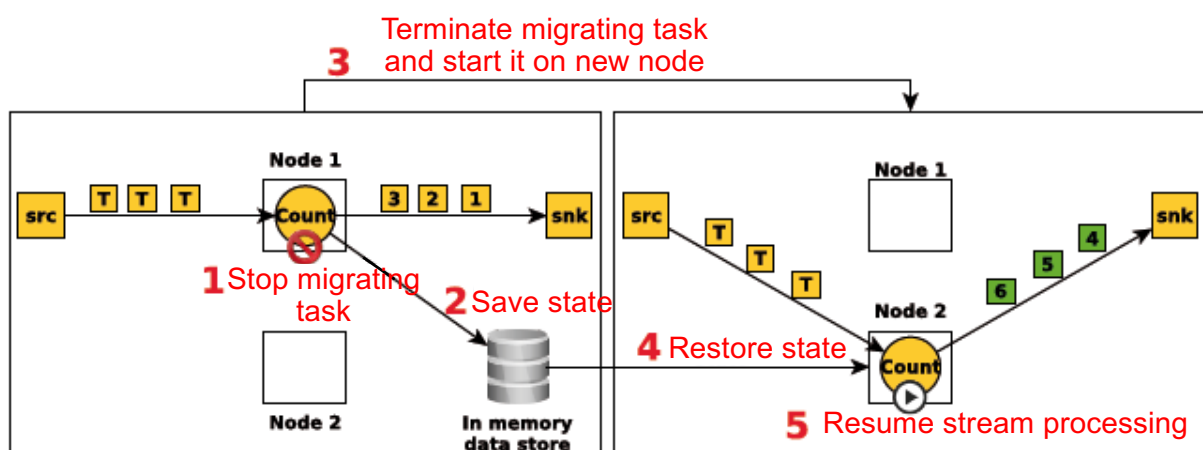 3 Terminate migrating task
and start it on new node
Node 1
src
T T T
Count
3 2 1
snk
1 Stop migrating
task
2 Save state
Node 2
In memory
data store
Node 1
src
T
T
T
snk
4
5
6
Node 2
4 Restore state
Count
5 Resume stream processing